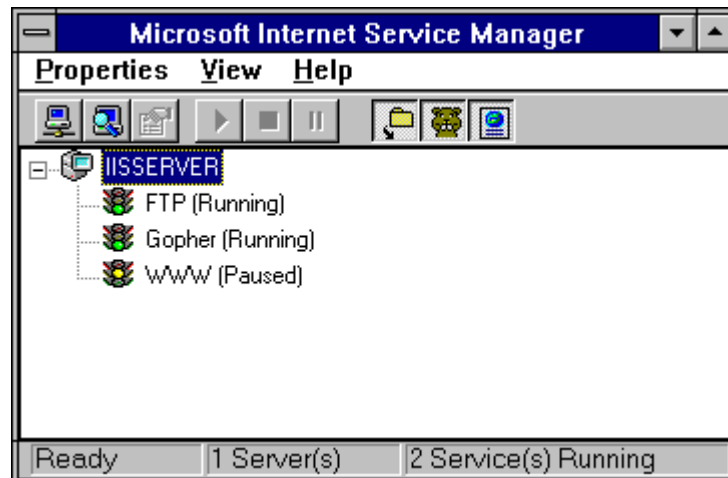 Microsoft Internet Service Manager
Properties View Help
IISSERVER
FTP (Running)
Gopher (Running)
WWW (Paused)
Ready 1 Server(s) 2 Service(s) Running